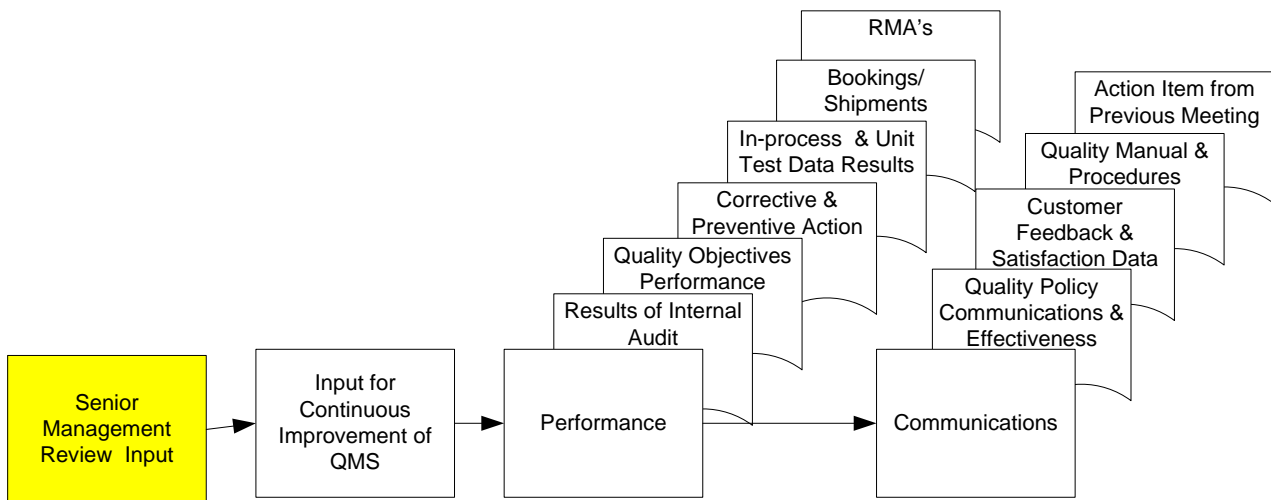 RMA's
Bookings/
Shipments
In-process & Unit
Test Data Results
Corrective &
Preventive Action
Quality Objectives
Performance
Results of Internal
Audit
Action Item from
Previous Meeting
Quality Manual &
Procedures
Customer
Feedback &
Satisfaction Data
Quality Policy
Communications &
Effectiveness
Senior
Management
Review Input
Input for
Continuous
Improvement of
QMS
Performance
Communications